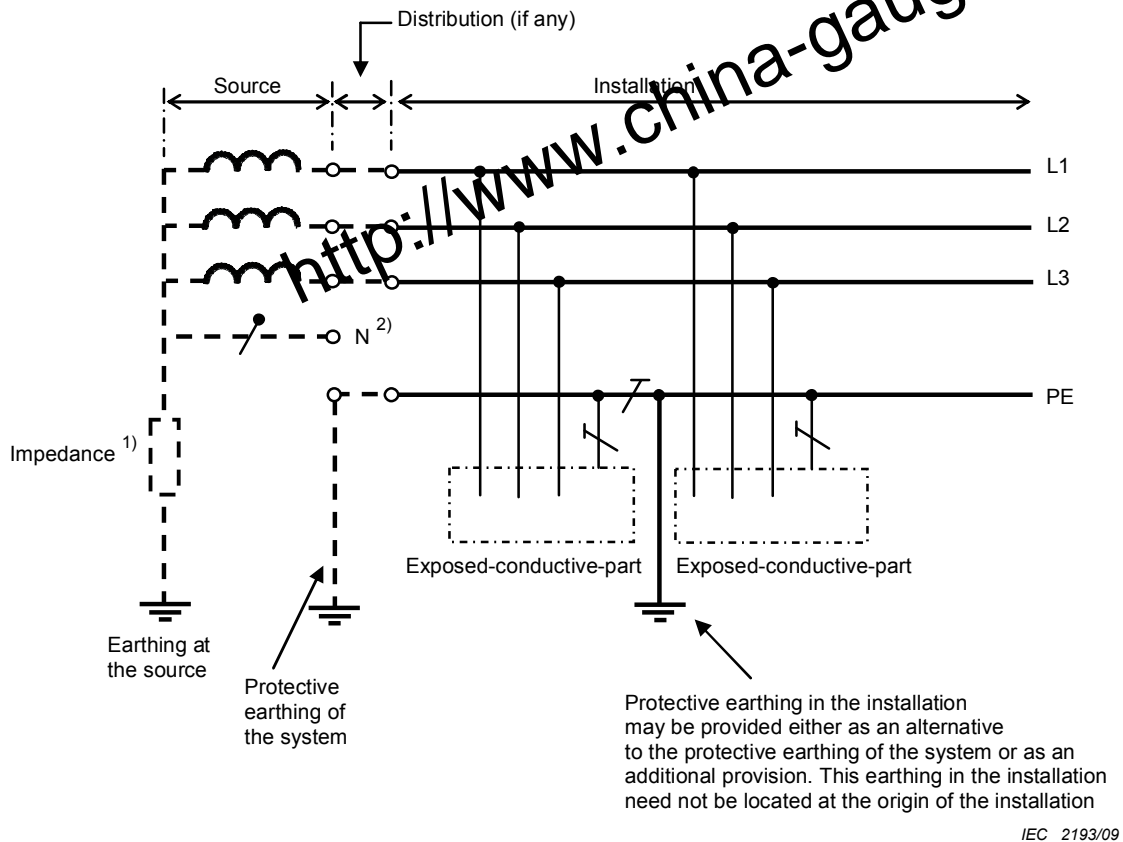 Distribution (if any)
Source
Installation
http://www.china-gaug
L1
L2
L3
N 2)
PE
Impedance 1)
Exposed-conductive-part
Exposed-conductive-part
Earthing at
the source
Protective
earthing of
the system
Protective earthing in the installation
may be provided either as an alternative
to the protective earthing of the system or as an
additional provision. This earthing in the installation
need not be located at the origin of the installation
IEC 2193/09